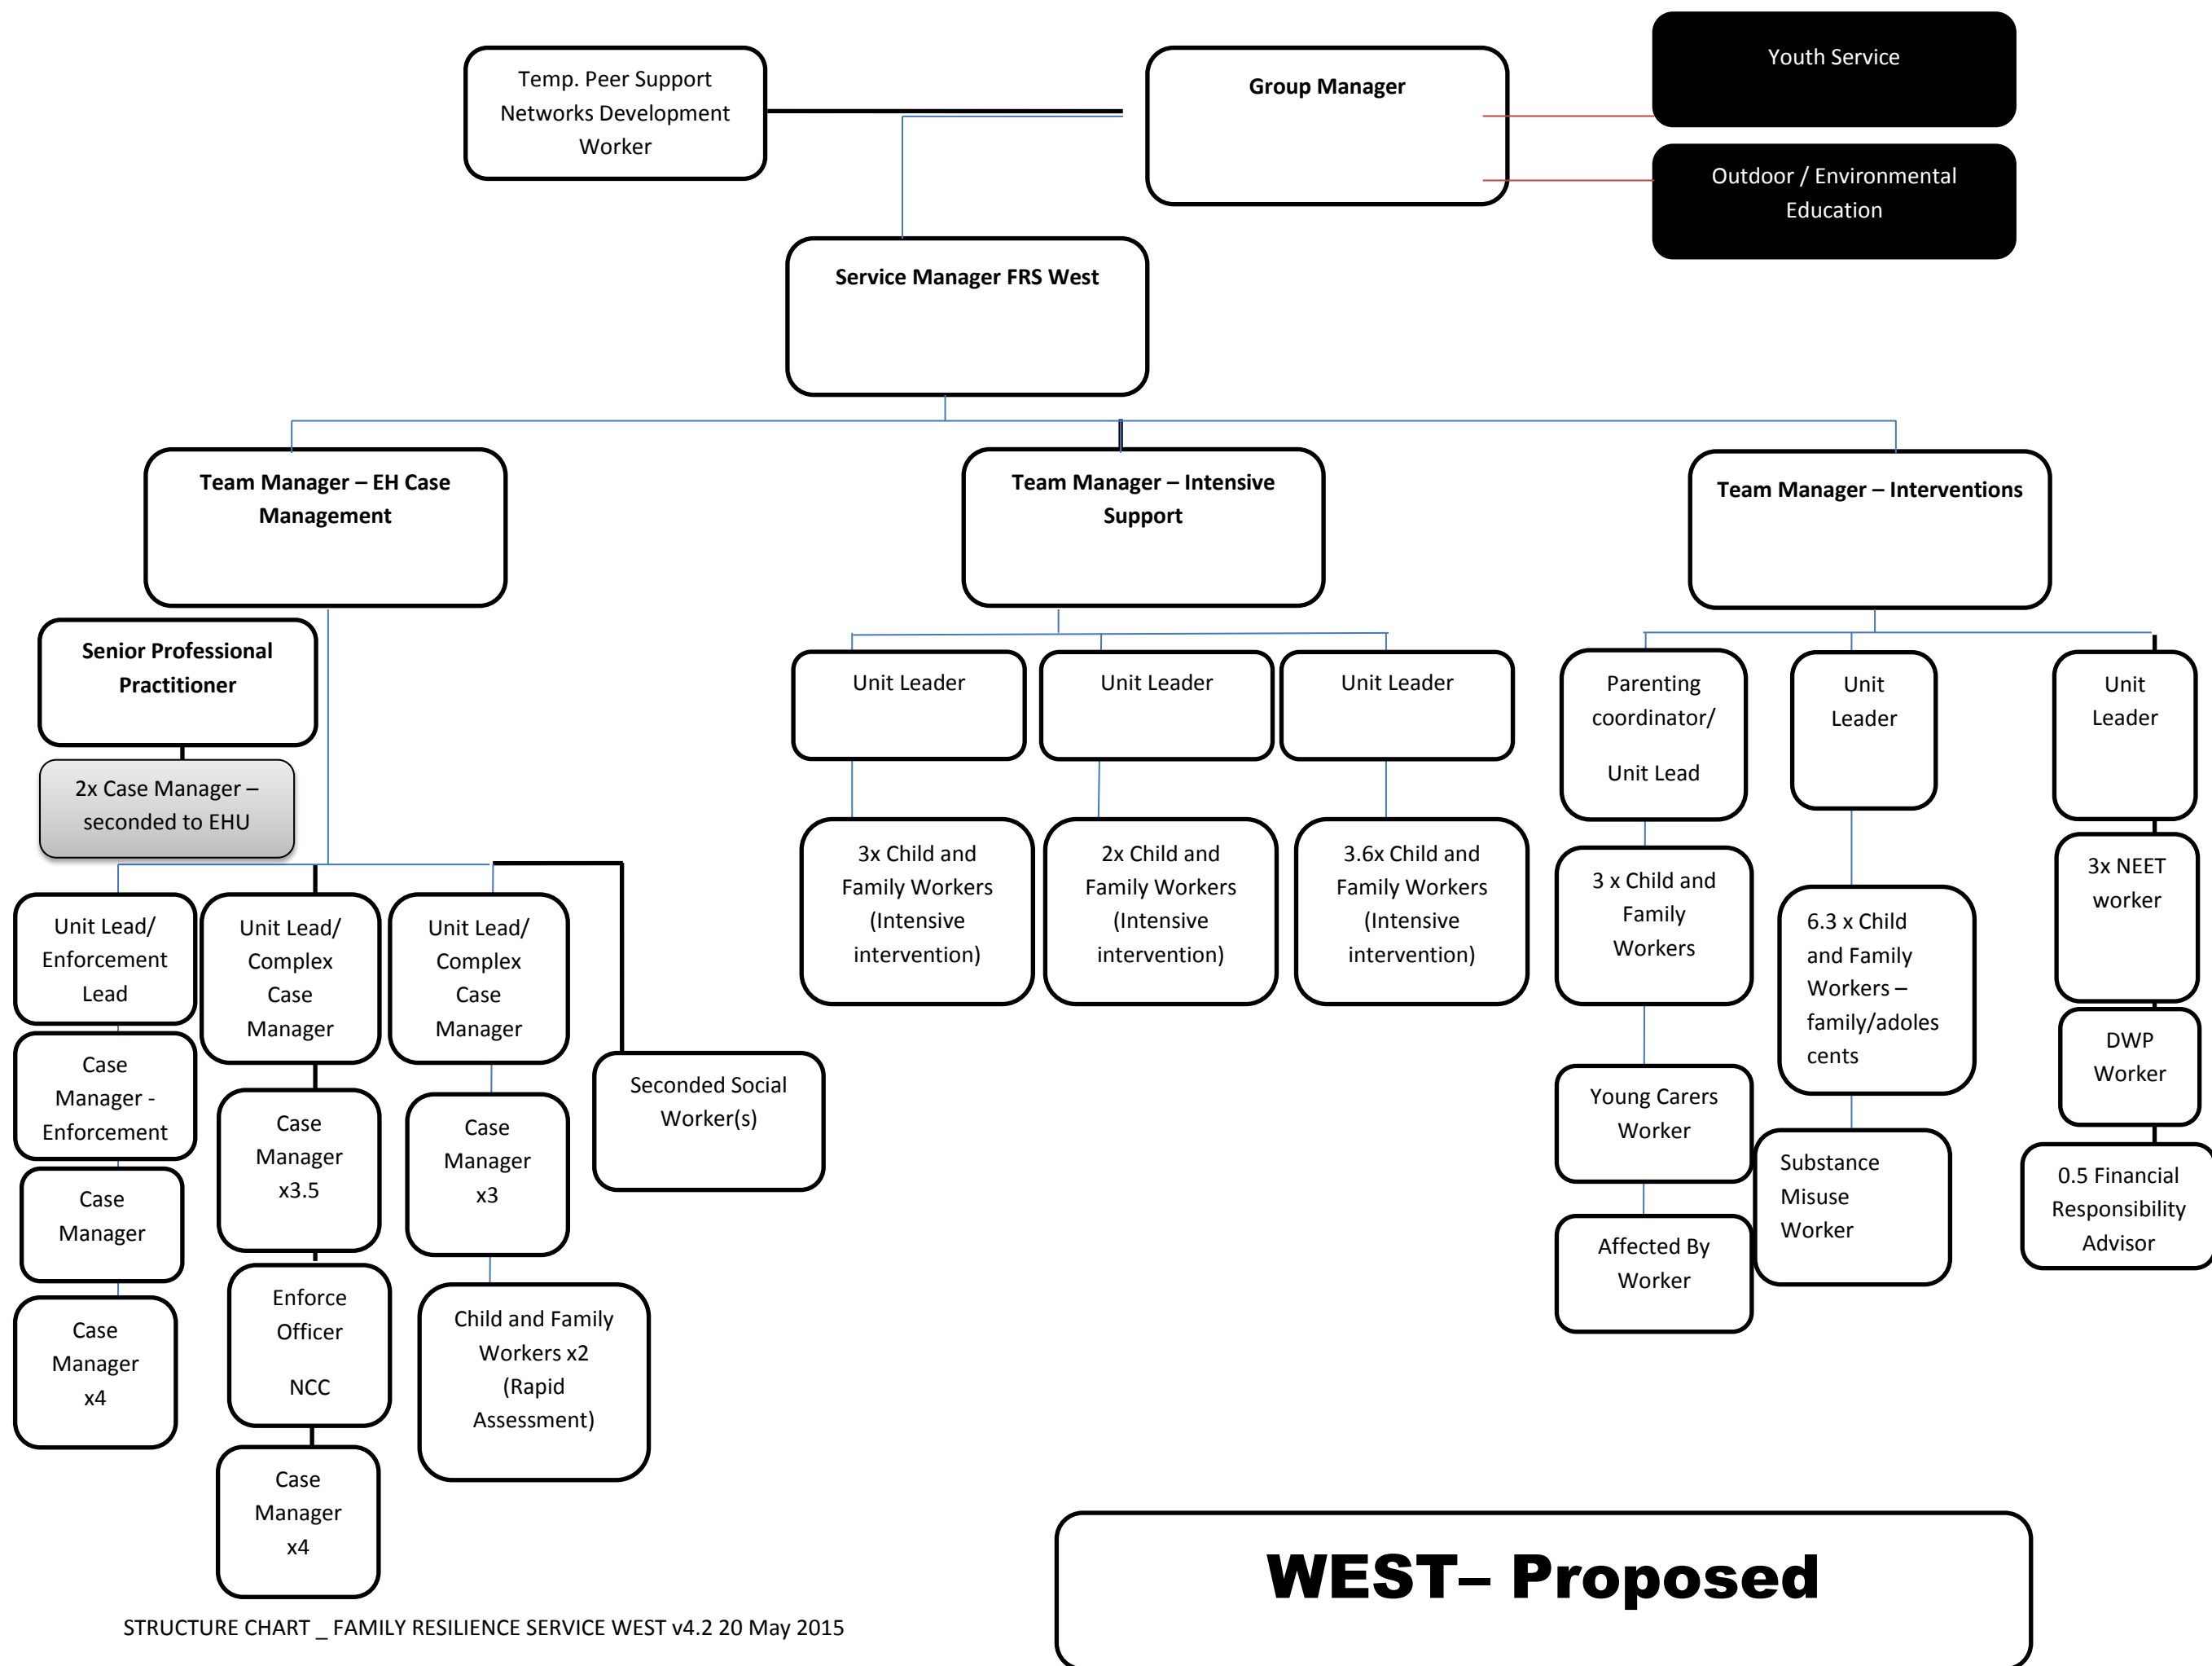 Temp. Peer Support
Networks Development
Worker
Group Manager
Youth Service
Outdoor / Environmental
Education
Service Manager FRS West
Team Manager – EH Case
Management
Team Manager – Intensive
Support
Team Manager – Interventions
Senior Professional
Practitioner
2x Case Manager –
seconded to EHU
Unit Lead/
Enforcement
Lead
Case
Manager -
Enforcement
Case
Manager
Case
Manager
x4
Unit Lead/
Complex
Case
Manager
Case
Manager
x3.5
Enforce
Officer
NCC
Case
Manager
x4
Unit Lead/
Complex
Case
Manager
Case
Manager
x3
Child and Family
Workers x2
(Rapid
Assessment)
Seconded Social
Worker(s)
Unit Leader
3x Child and
Family Workers
(Intensive
intervention)
Unit Leader
2x Child and
Family Workers
(Intensive
intervention)
Unit Leader
3.6x Child and
Family Workers
(Intensive
intervention)
Parenting
coordinator/
Unit Lead
3 x Child and
Family
Workers
Young Carers
Worker
Affected By
Worker
Unit
Leader
6.3 x Child
and Family
Workers –
family/adoles
cents
Substance
Misuse
Worker
Unit
Leader
3x NEET
worker
DWP
Worker
0.5 Financial
Responsibility
Advisor
WEST– Proposed
STRUCTURE CHART _ FAMILY RESILIENCE SERVICE WEST v4.2 20 May 2015